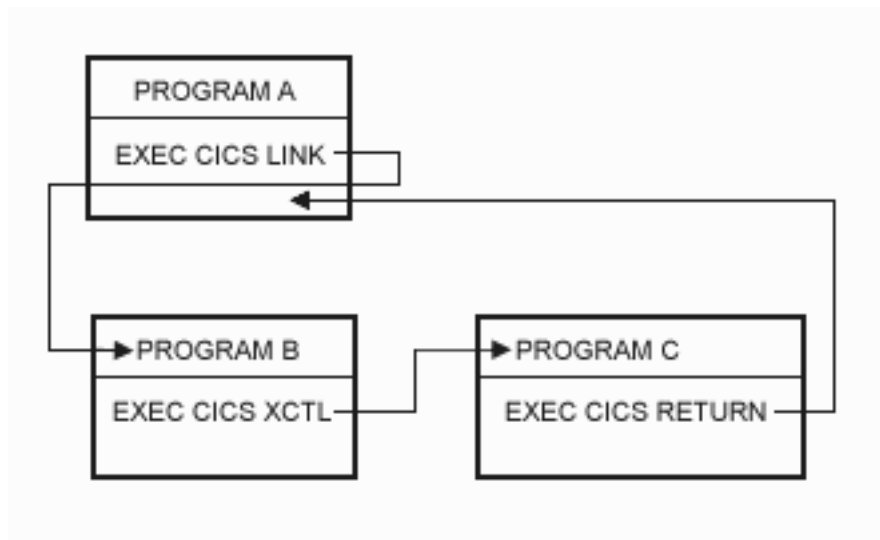 PROGRAM A
EXEC CICS LINK
PROGRAM B
EXEC CICS XCTL
PROGRAM C
EXEC CICS RETURN